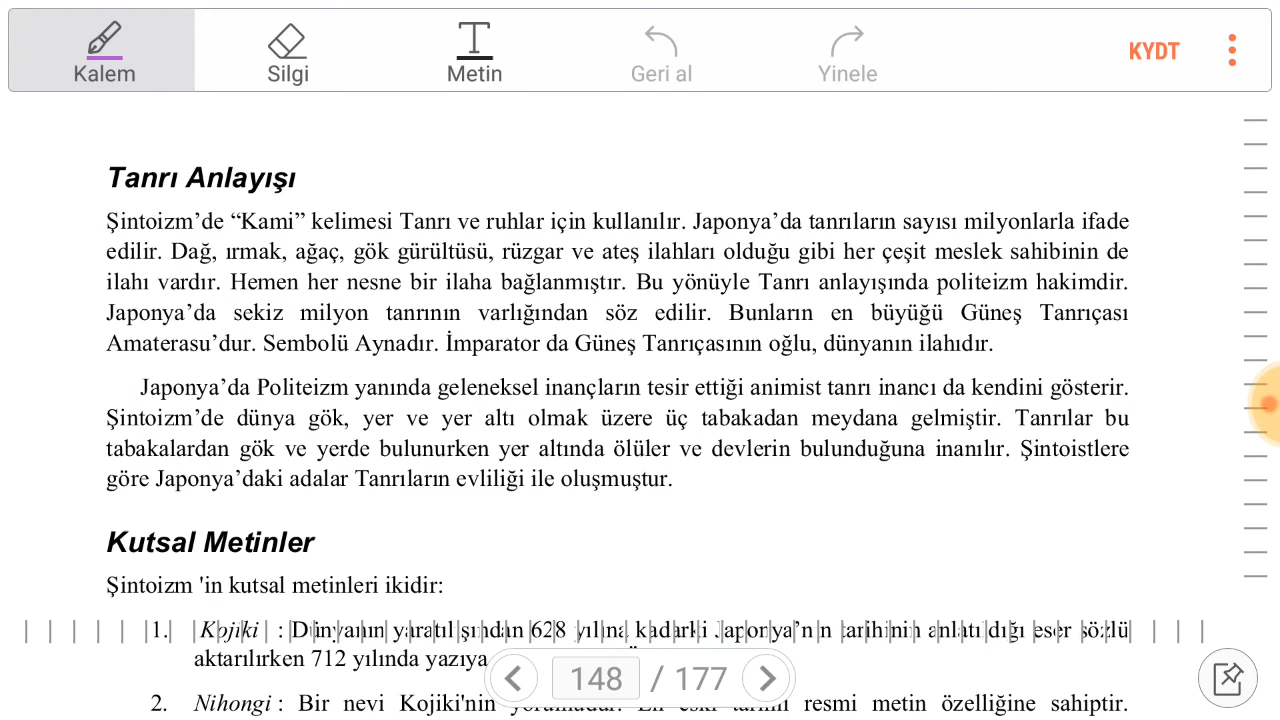 Kalem Silgi Metin Geri al Yinele KYDT
Tanrı Anlayışı
Şintoizm’de “Kami” kelimesi Tanrı ve ruhlar için kullanılır. Japonya’da tanrıların sayısı milyonlarla ifade
edilir. Dağ, ırmak, ağaç, gök gürültüsü, rüzgar ve ateş ilahları olduğu gibi her çeşit meslek sahibinin de
ilahı vardır. Hemen her nesne bir ilaha bağlanmıştır. Bu yönüyle Tanrı anlayışında politeizm hakimdir.
Japonya’da sekiz milyon tanrının varlığından söz edilir. Bunların en büyüğü Güneş Tanrıçası
Amaterasu’dur. Sembolü Aynadır. İmparator da Güneş Tanrıçasının oğlu, dünyanın ilahıdır.
Japonya’da Politeizm yanında geleneksel inançların tesir ettiği animist tanrı inancı da kendini gösterir.
Şintoizm’de dünya gök, yer ve yer altı olmak üzere üç tabakadan meydana gelmiştir. Tanrılar bu
tabakalardan gök ve yerde bulunurken yer altında ölüler ve devlerin bulunduğuna inanılır. Şintoistlere
göre Japonya’daki adalar Tanrıların evliliği ile oluşmuştur.
Kutsal Metinler
Şintoizm 'in kutsal metinleri ikidir:
1. Kojiki : Dünyanın yaratılışından 628 yılına kadarki Japonya’nın tarihinin anlatıldığı eser sözlü
aktarılırken 712 yılında yazıya
2. Nihongi : Bir nevi Kojiki'nin yorumudur. En eski tarihi resmi metin özelliğine sahiptir.
148 / 177